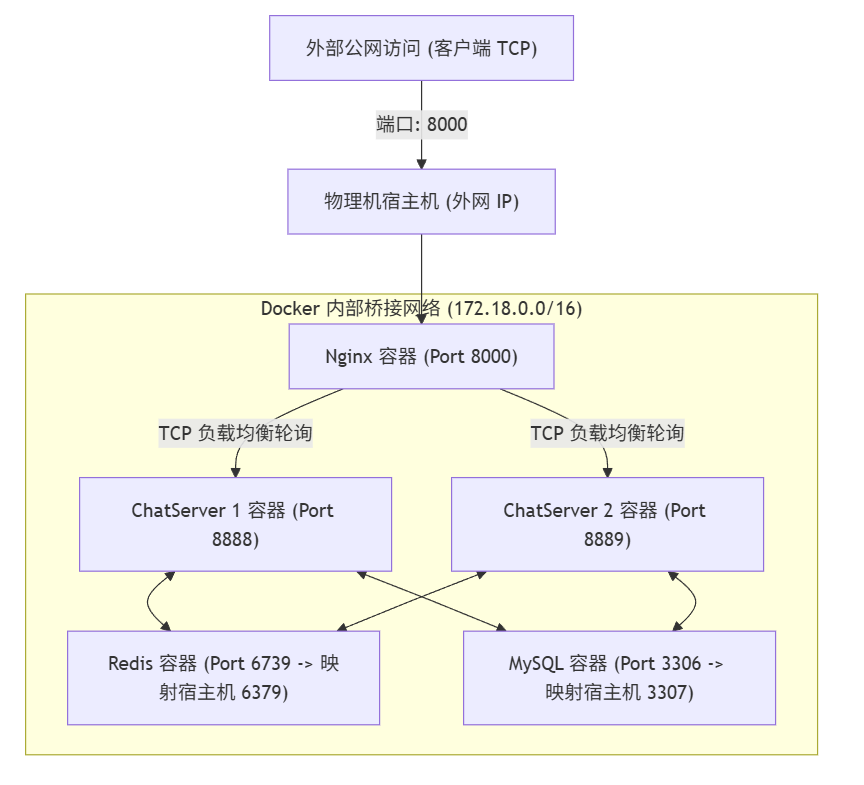 外部公网访问 (客户端 TCP)
端口: 8000
物理机宿主机 (外网 IP)
Docker 内部桥接网络 (172.18.0.0/16)
Nginx 容器 (Port 8000)
TCP 负载均衡轮询
TCP 负载均衡轮询
ChatServer 1 容器 (Port
8888)
ChatServer 2 容器 (Port
8889)
Redis 容器 (Port 6739 -> 映
射宿主机 6379)
MySQL 容器 (Port 3306 ->
映射宿主机 3307)